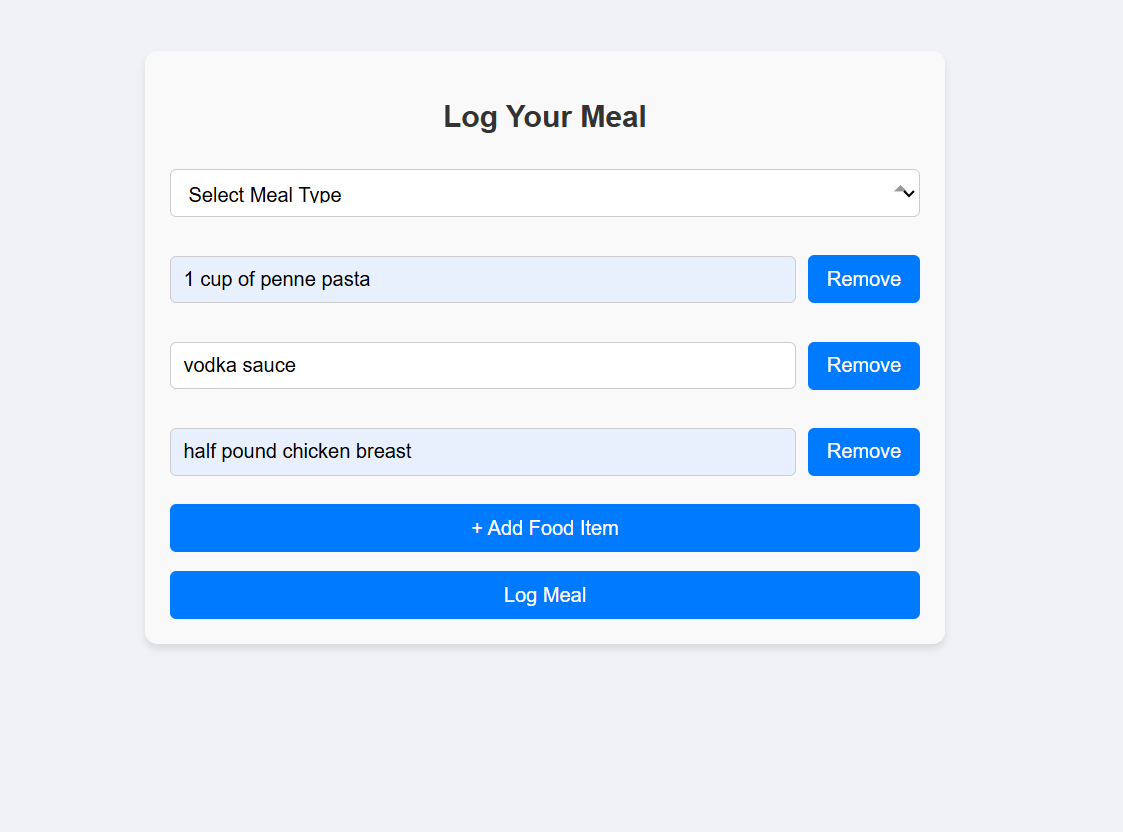 Log Your Meal
Select Meal Type
1 cup of penne pasta
Remove
vodka sauce
Remove
half pound chicken breast
Remove
+ Add Food Item
Log Meal